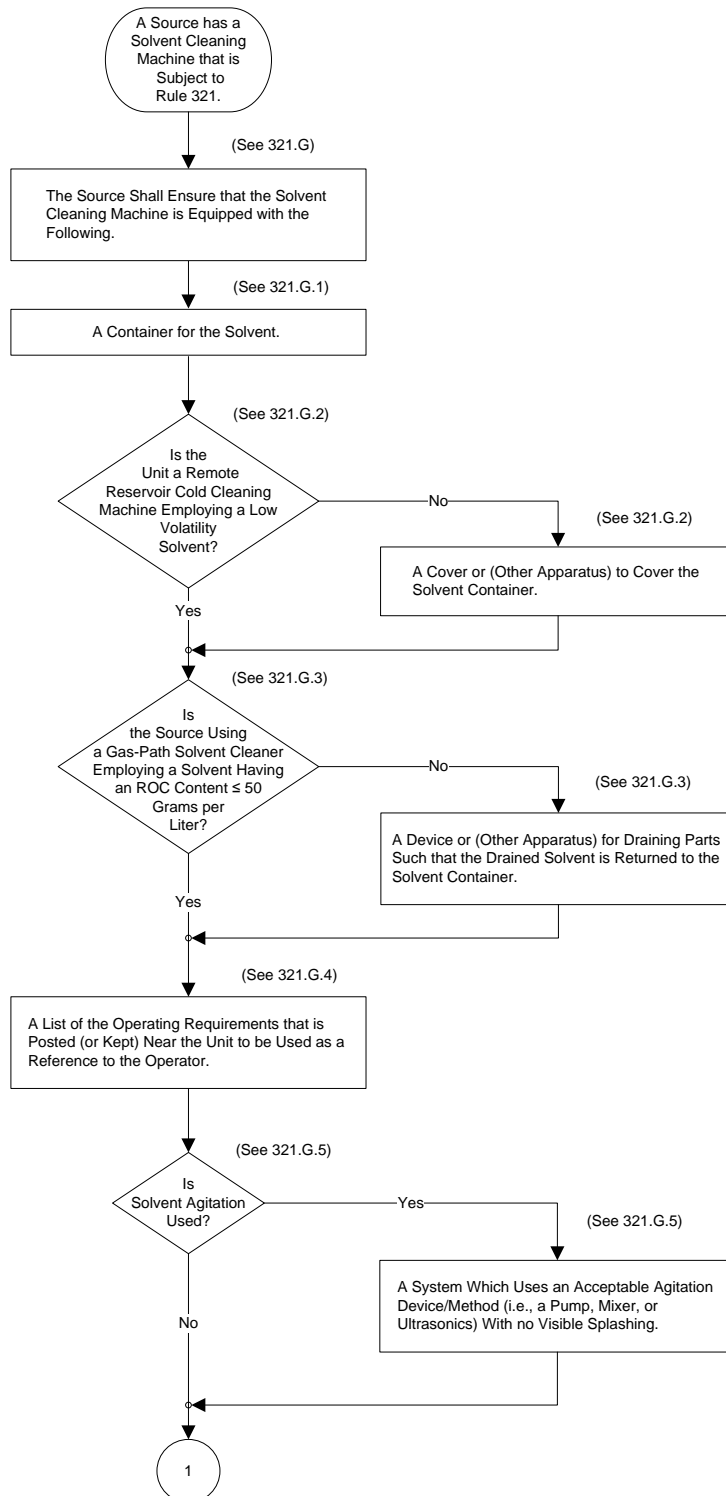 A Source has a
Solvent Cleaning
Machine that is
Subject to
Rule 321.
(See 321.G)
The Source Shall Ensure that the Solvent
Cleaning Machine is Equipped with the
Following.
(See 321.G.1)
A Container for the Solvent.
(See 321.G.2)
Is the
Unit a Remote
Reservoir Cold Cleaning
Machine Employing a Low
Volatility
Solvent?
No
(See 321.G.2)
A Cover or (Other Apparatus) to Cover the
Solvent Container.
Yes
(See 321.G.3)
Is
the Source Using
a Gas-Path Solvent Cleaner
Employing a Solvent Having
an ROC Content ≤ 50
Grams per
Liter?
No
(See 321.G.3)
A Device or (Other Apparatus) for Draining Parts
Such that the Drained Solvent is Returned to the
Solvent Container.
Yes
(See 321.G.4)
A List of the Operating Requirements that is
Posted (or Kept) Near the Unit to be Used as a
Reference to the Operator.
(See 321.G.5)
Is
Solvent Agitation
Used?
Yes
(See 321.G.5)
A System Which Uses an Acceptable Agitation
Device/Method (i.e., a Pump, Mixer, or
Ultrasonics) With no Visible Splashing.
No
1